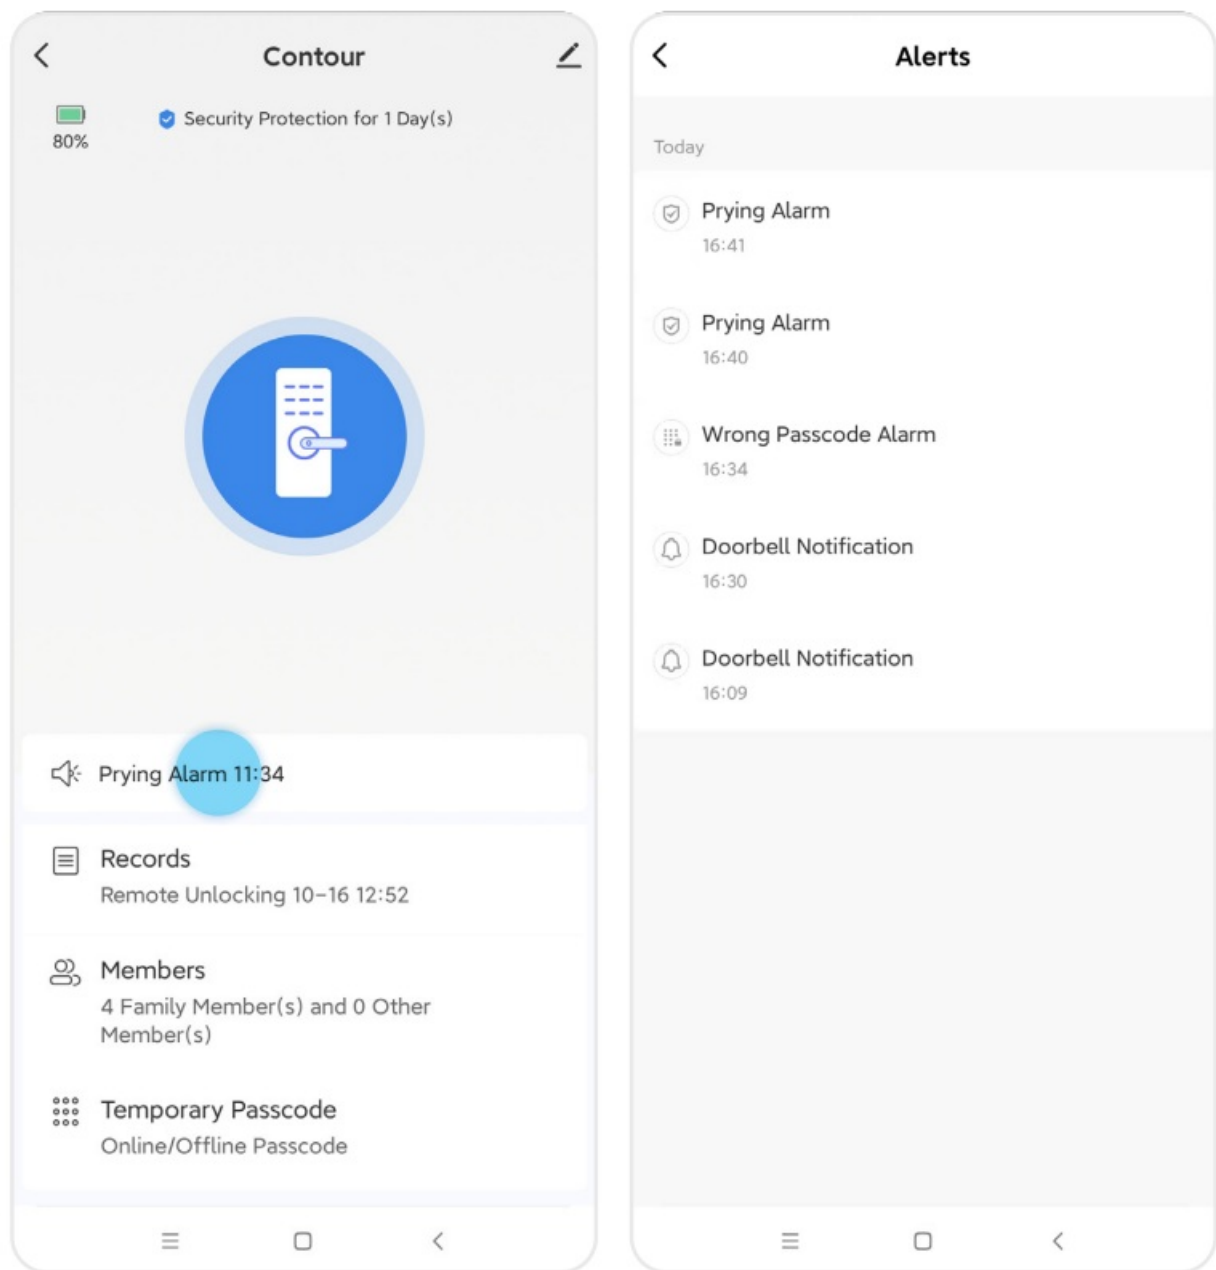 Contour
80%
Security Protection for 1 Day(s)
Prying Alarm 11:34
Records
Remote Unlocking 10-16 12:52
Members
4 Family Member(s) and 0 Other
Member(s)
Temporary Passcode
Online/Offline Passcode
Alerts
Today
Prying Alarm
16:41
Prying Alarm
16:40
Wrong Passcode Alarm
16:34
Doorbell Notification
16:30
Doorbell Notification
16:09